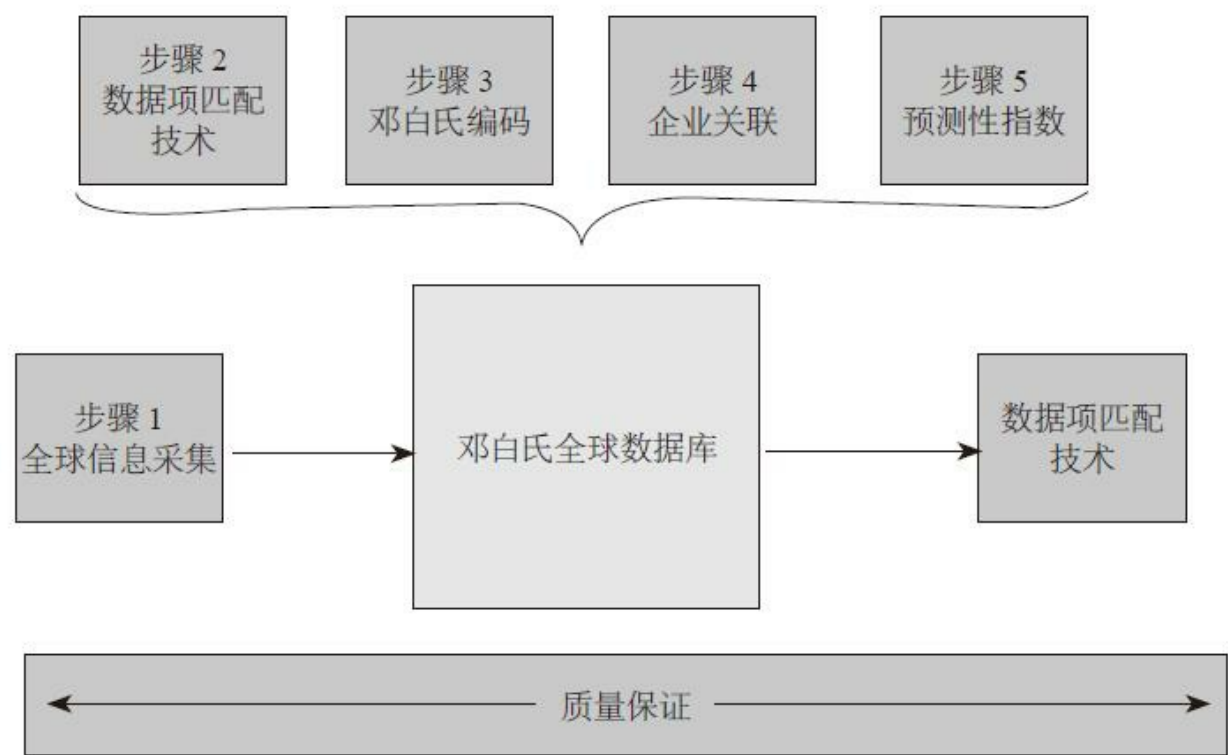 步骤 2
数据项匹配
技术
步骤 3
邓白氏编码
步骤 4
企业关联
步骤 5
预测性指数
步骤 1
全球信息采集
邓白氏全球数据库
数据项匹配
技术
质量保证